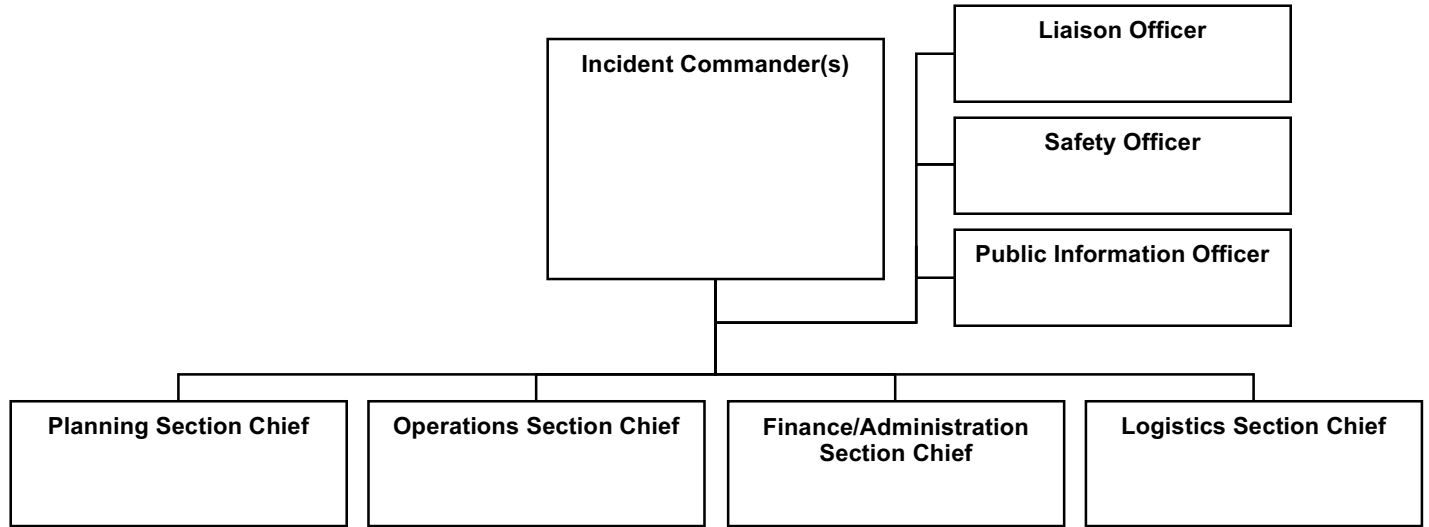 Incident Commander(s)
Liaison Officer
Safety Officer
Public Information Officer
Planning Section Chief
Operations Section Chief
Finance/Administration
Section Chief
Logistics Section Chief